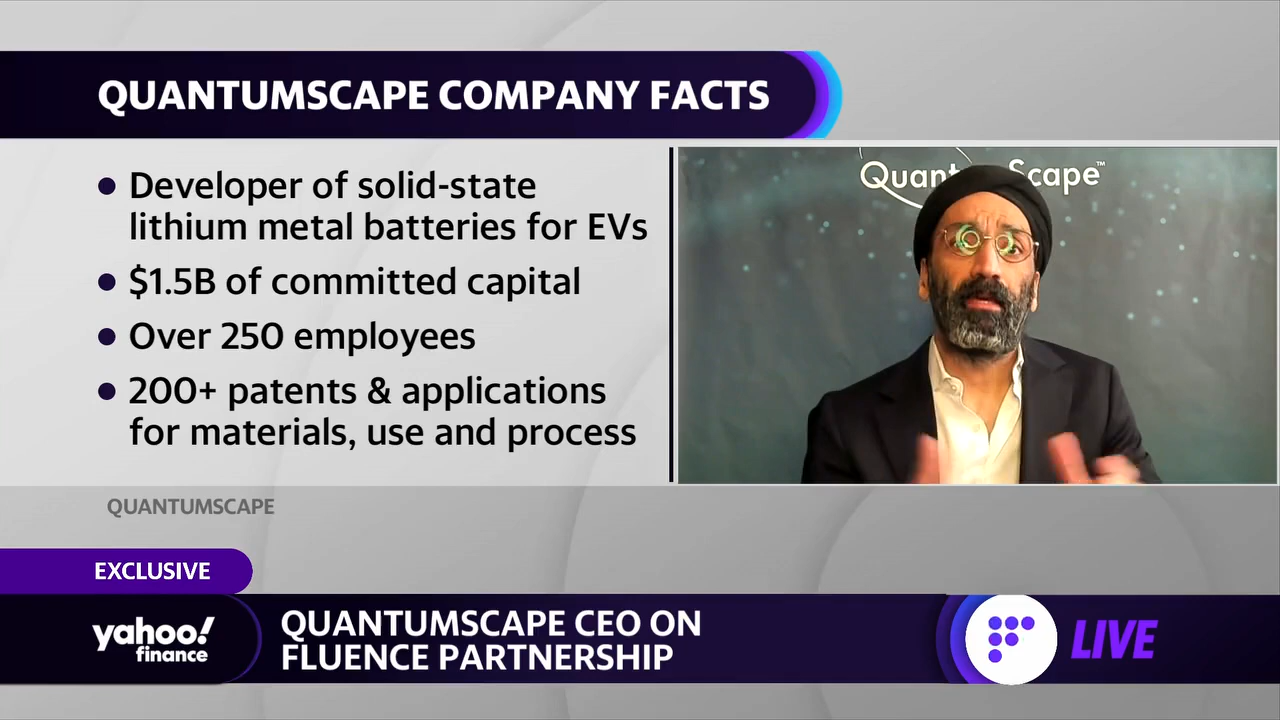 QUANTUMSCAPE COMPANY FACTS
• Developer of solid-state
lithium metal batteries for EVs
• $1.5B of committed capital
• Over 250 employees
• 200+ patents & applications
for materials, use and process
Quant Scape™
QUANTUMSCAPE
EXCLUSIVE
yahoo!
finance
QUANTUMSCAPE CEO ON
FLUENCE PARTNERSHIP
LIVE